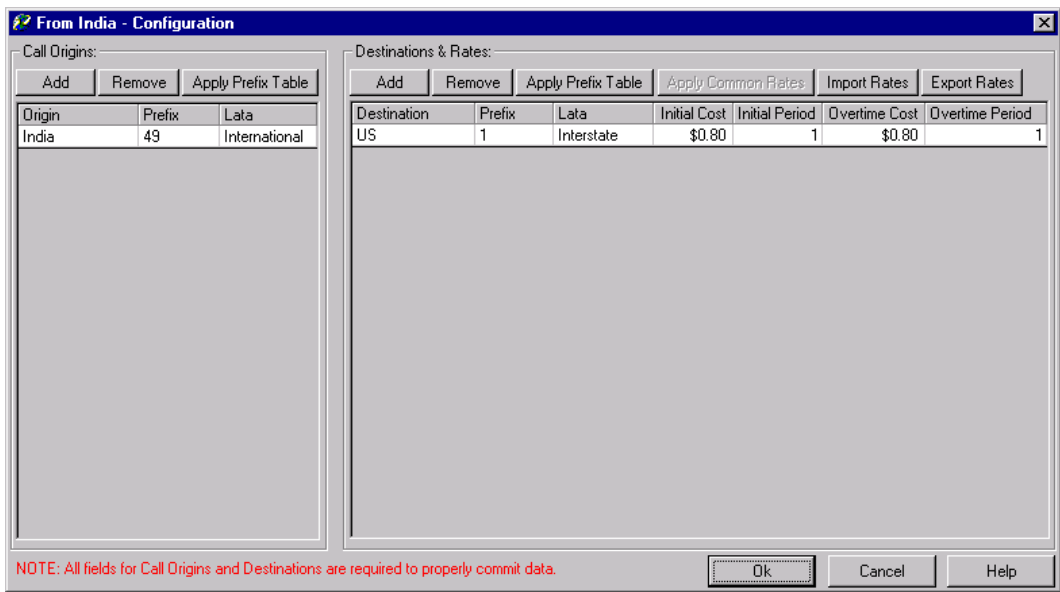 From India - Configuration
Call Origins:
Add Remove Apply Prefix Table
Origin Prefix Lata
India 49 International
Destinations & Rates:
Add Remove Apply Prefix Table Apply Common Rates Import Rates Export Rates
Destination Prefix Lata Initial Cost Initial Period Overtime Cost Overtime Period
US 1 Interstate $0.80 1 $0.80 1
NOTE: All fields for Call Origins and Destinations are required to properly commit data.
Ok Cancel Help